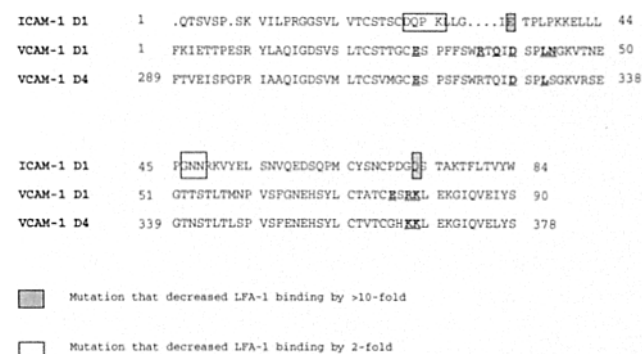 ICAM-1 D1 1 .QTSVSP.SK VILPRGGSVL VTCSTSCDQPK LLG....IE TPLPKKELLL 44
VCAM-1 D1 1 FKIETTPESR YLAQIGDSVS LTCSTTGCES PFFSWRTQID SPLNGKVTNE 50
VCAM-1 D4 289 FTVEISPGPR IAAQIGDSVM LTCSVMGCES PSFSWRTQID SPLSGKVRSE 338
ICAM-1 D1 45 PGNNRKVYEL SNVQEDSQPM CYSNCPDGQS TAKTFLTVYW 84
VCAM-1 D1 51 GTTSTLTMNP VSFGNEHSYL CTATCESRKL EKGIQVEIYS 90
VCAM-1 D4 339 GTNSTLTLSP VSFENEHSYL CTVTCGHKKL EKGIQVELYS 378
Mutation that decreased LFA-1 binding by >10-fold
Mutation that decreased LFA-1 binding by 2-fold